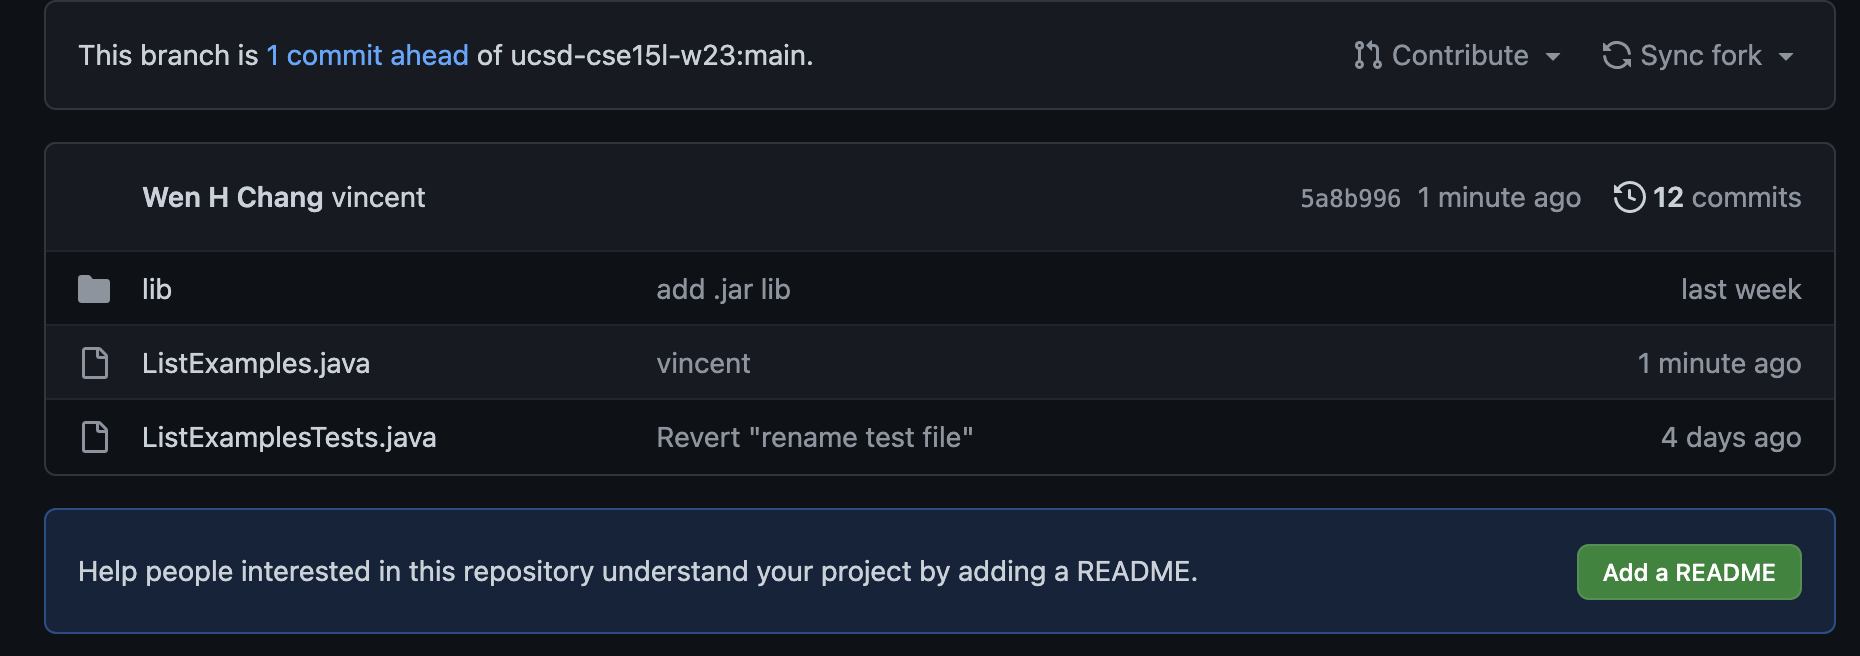 This branch is 1 commit ahead of ucsd-cse15l-w23:main. Contribute Sync fork
Wen H Chang vincent 5a8b996 1 minute ago 12 commits
lib add .jar lib last week
ListExamples.java vincent 1 minute ago
ListExamplesTests.java Revert "rename test file" 4 days ago
Help people interested in this repository understand your project by adding a README. Add a README